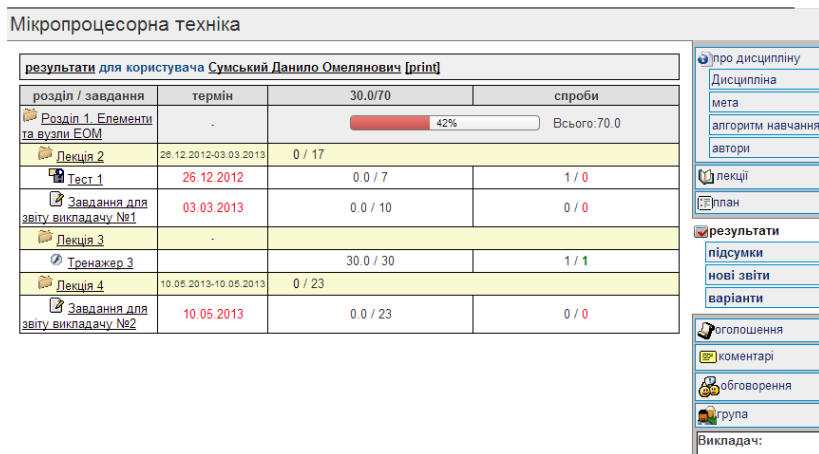 Мікропроцесорна техніка
результати для користувача Сумський Данило Омелянович [print]
розділ / завдання термін 30.0/70 спроби
Розділ 1. Елементи та вузли ЕОМ - 42% Всього:70.0
Лекція 2 26.12.2012-03.03.2013 0 / 17
Тест 1 26.12.2012 0.0 / 7 1 / 0
Завдання для звіту викладачу №1 03.03.2013 0.0 / 10 0 / 0
Лекція 3 -
Тренажер 3 30.0 / 30 1 / 1
Лекція 4 10.05.2013-10.05.2013 0 / 23
Завдання для звіту викладачу №2 10.05.2013 0.0 / 23 0 / 0
про дисципліну
Дисципліна
мета
алгоритм навчання
автори
лекції
план
результати
підсумки
нові звіти
варіанти
оголошення
коментарі
обговорення
група
Викладач: